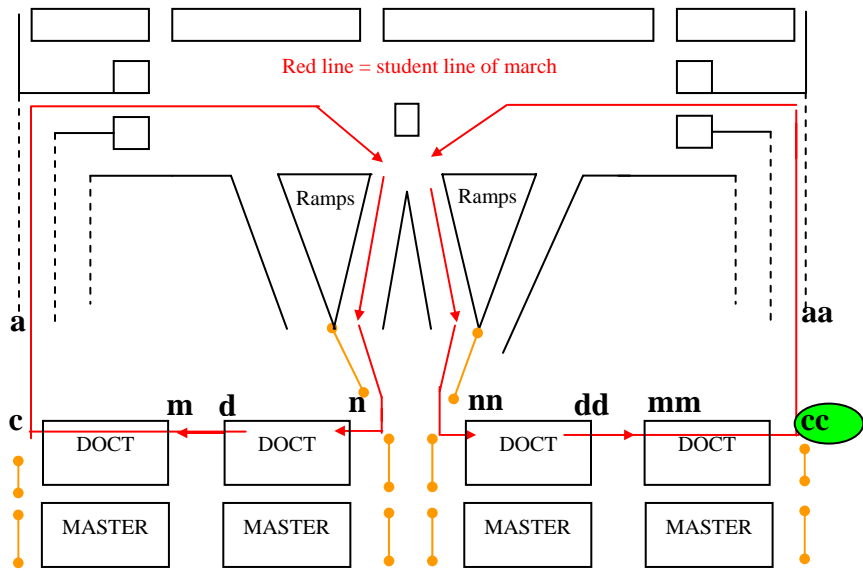 Red line = student line of march
Ramps Ramps
a aa
c m d n nn dd mm cc
DOCT DOCT DOCT DOCT
MASTER MASTER MASTER MASTER